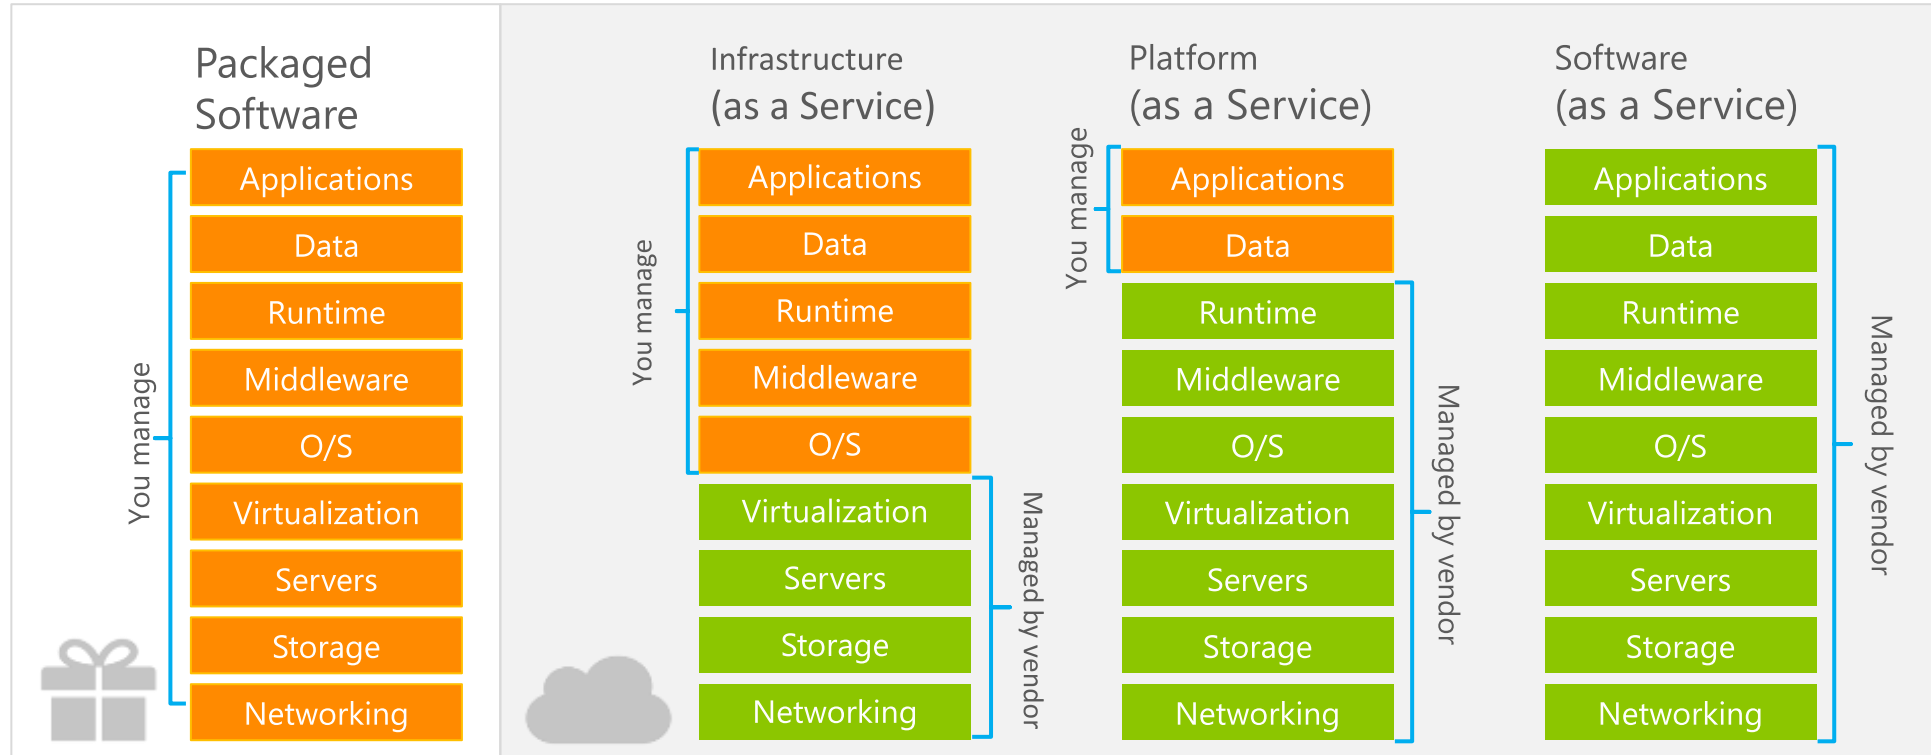 Packaged
Software
You manage
Applications
Data
Runtime
Middleware
O/S
Virtualization
Servers
Storage
Networking
Infrastructure
(as a Service)
You manage
Applications
Data
Runtime
Middleware
O/S
Virtualization
Servers
Storage
Networking
Managed by vendor
Platform
(as a Service)
You manage
Applications
Data
Runtime
Middleware
O/S
Virtualization
Servers
Storage
Networking
Managed by vendor
Software
(as a Service)
Applications
Data
Runtime
Middleware
O/S
Virtualization
Servers
Storage
Networking
Managed by vendor